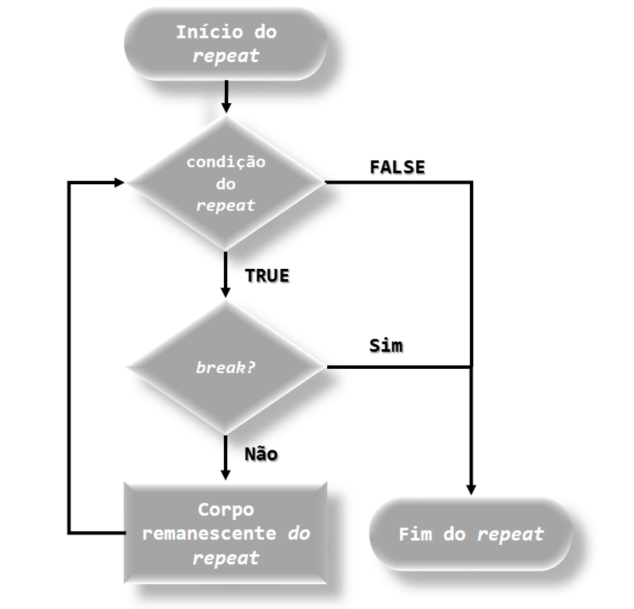 Início do
repeat
condição
do
repeat
FALSE
TRUE
break?
Sim
Não
Corpo
remanescente do
repeat
Fim do repeat